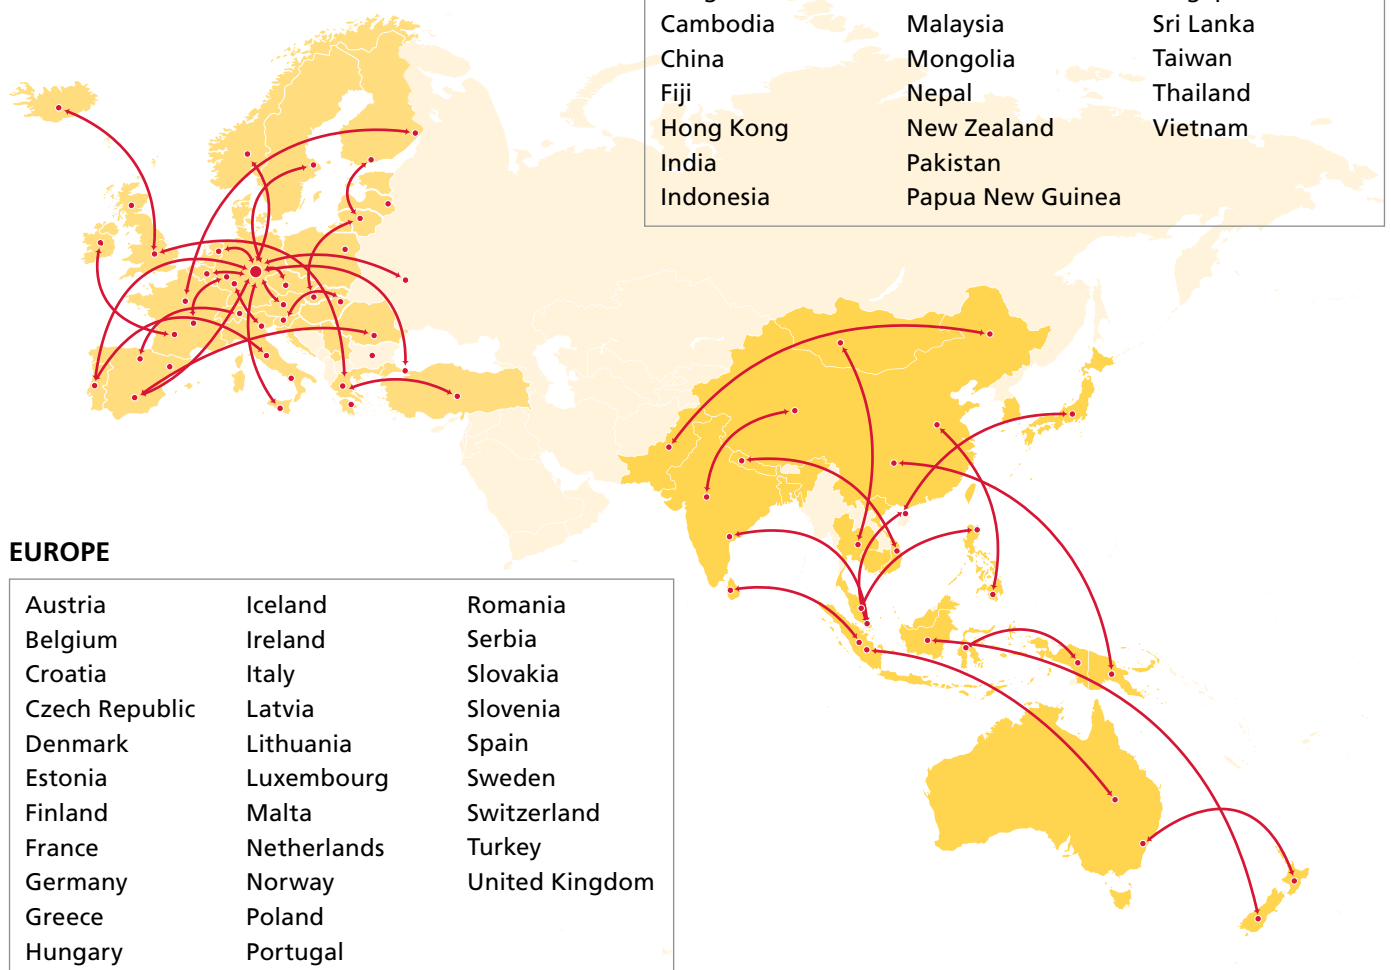 Cambodia Malaysia Sri Lanka
China Mongolia Taiwan
Fiji Nepal Thailand
Hong Kong New Zealand Vietnam
India Pakistan
Indonesia Papua New Guinea
EUROPE
Austria Iceland Romania
Belgium Ireland Serbia
Croatia Italy Slovakia
Czech Republic Latvia Slovenia
Denmark Lithuania Spain
Estonia Luxembourg Sweden
Finland Malta Switzerland
France Netherlands Turkey
Germany Norway United Kingdom
Greece Poland
Hungary Portugal